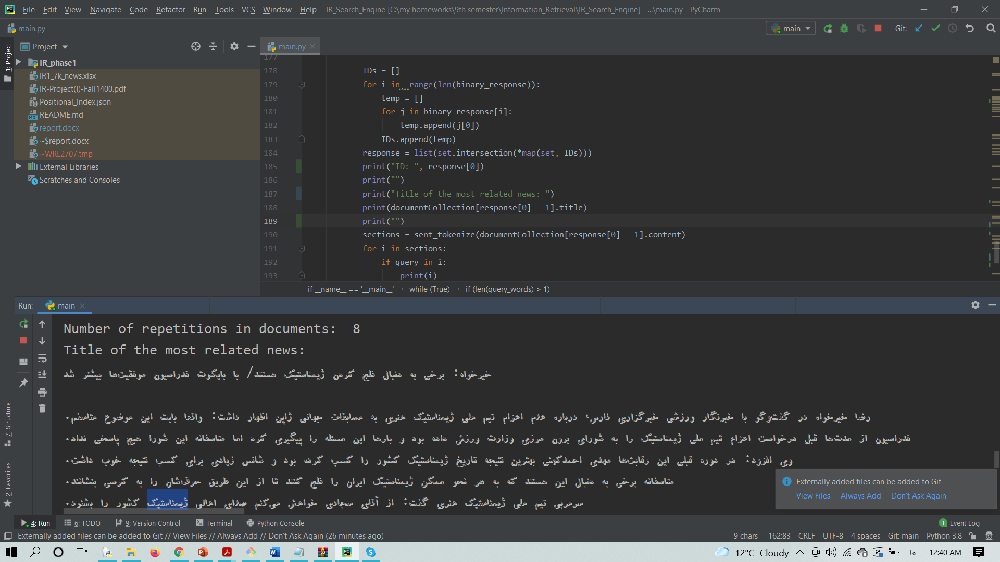 File Edit View Navigate Code Refactor Run Tools VCS Window Help IR_Search_Engine [C:\my homeworks\9th semester\Information_Retrieval\IR_Search_Engine] - ...\main.py - PyCharm
main.py
main
Git:
1: Project
Project
main.py
IR_phase1
IR1_7k_news.xlsx
IR-Project(I)-Fall1400.pdf
Positional_Index.json
README.md
report.docx
~$report.docx
~WRL2707.tmp
External Libraries
Scratches and Consoles
177
178 IDs = []
179 for i in range(len(binary_response)):
180 temp = []
181 for j in binary_response[i]:
182 temp.append(j[0])
183 IDs.append(temp)
184 response = list(set.intersection(*map(set, IDs)))
185 print("ID: ", response[0])
186 print("")
187 print("Title of the most related news: ")
188 print(documentCollection[response[0] - 1].title)
189 print("")
190 sections = sent_tokenize(documentCollection[response[0] - 1].content)
191 for i in sections:
192 if query in i:
193 print(i)
if __name__ == '__main__' › while (True) › if (len(query_words) > 1)
Run: main
Number of repetitions in documents: 8
Title of the most related news:
خیرخواه: برخی به دنبال فلج کردن ژیمناستیک هستند/ با بایکوت فدراسیون موفقیت‌ها بیشتر شد
رضا خیرخواه در گفت‌وگو با خبرنگار ورزشی خبرگزاری فارس؛ درباره عدم اعزام تیم ملی ژیمناستیک هنری به مسابقات جهانی ژاپن اظهار داشت: واقعا بابت این موضوع متاسفم.
فدراسیون از مدت‌ها قبل درخواست اعزام تیم ملی ژیمناستیک را به شورای برون مرزی وزارت ورزش داده بود و بارها این مسئله را پیگیری کرد اما متاسفانه این شورا هیچ پاسخی نداد.
وی افزود: در دوره قبلی این رقابت‌ها مهدی احمدکهنی بهترین نتیجه تاریخ ژیمناستیک کشور را کسب کرده بود و شانس زیادی برای کسب نتیجه خوب داشت.
متاسفانه برخی به دنبال این هستند که به هر نحو ممکن ژیمناستیک ایران را فلج کنند تا از این طریق حرف‌شان را به کرسی بنشانند.
سرمربی تیم ملی ژیمناستیک هنری گفت: از آقای سجادی خواهش می‌کنم صدای اهالی ژیمناستیک کشور را بشنود.
7: Structure
2: Favorites
Externally added files can be added to Git
View Files Always Add Don't Ask Again
4: Run 6: TODO 9: Version Control Terminal Python Console 1 Event Log
Externally added files can be added to Git // View Files // Always Add // Don't Ask Again (26 minutes ago) 9 chars 162:83 CRLF UTF-8 4 spaces Git: main Python 3.8
12°C Cloudy فا 12:40 AM